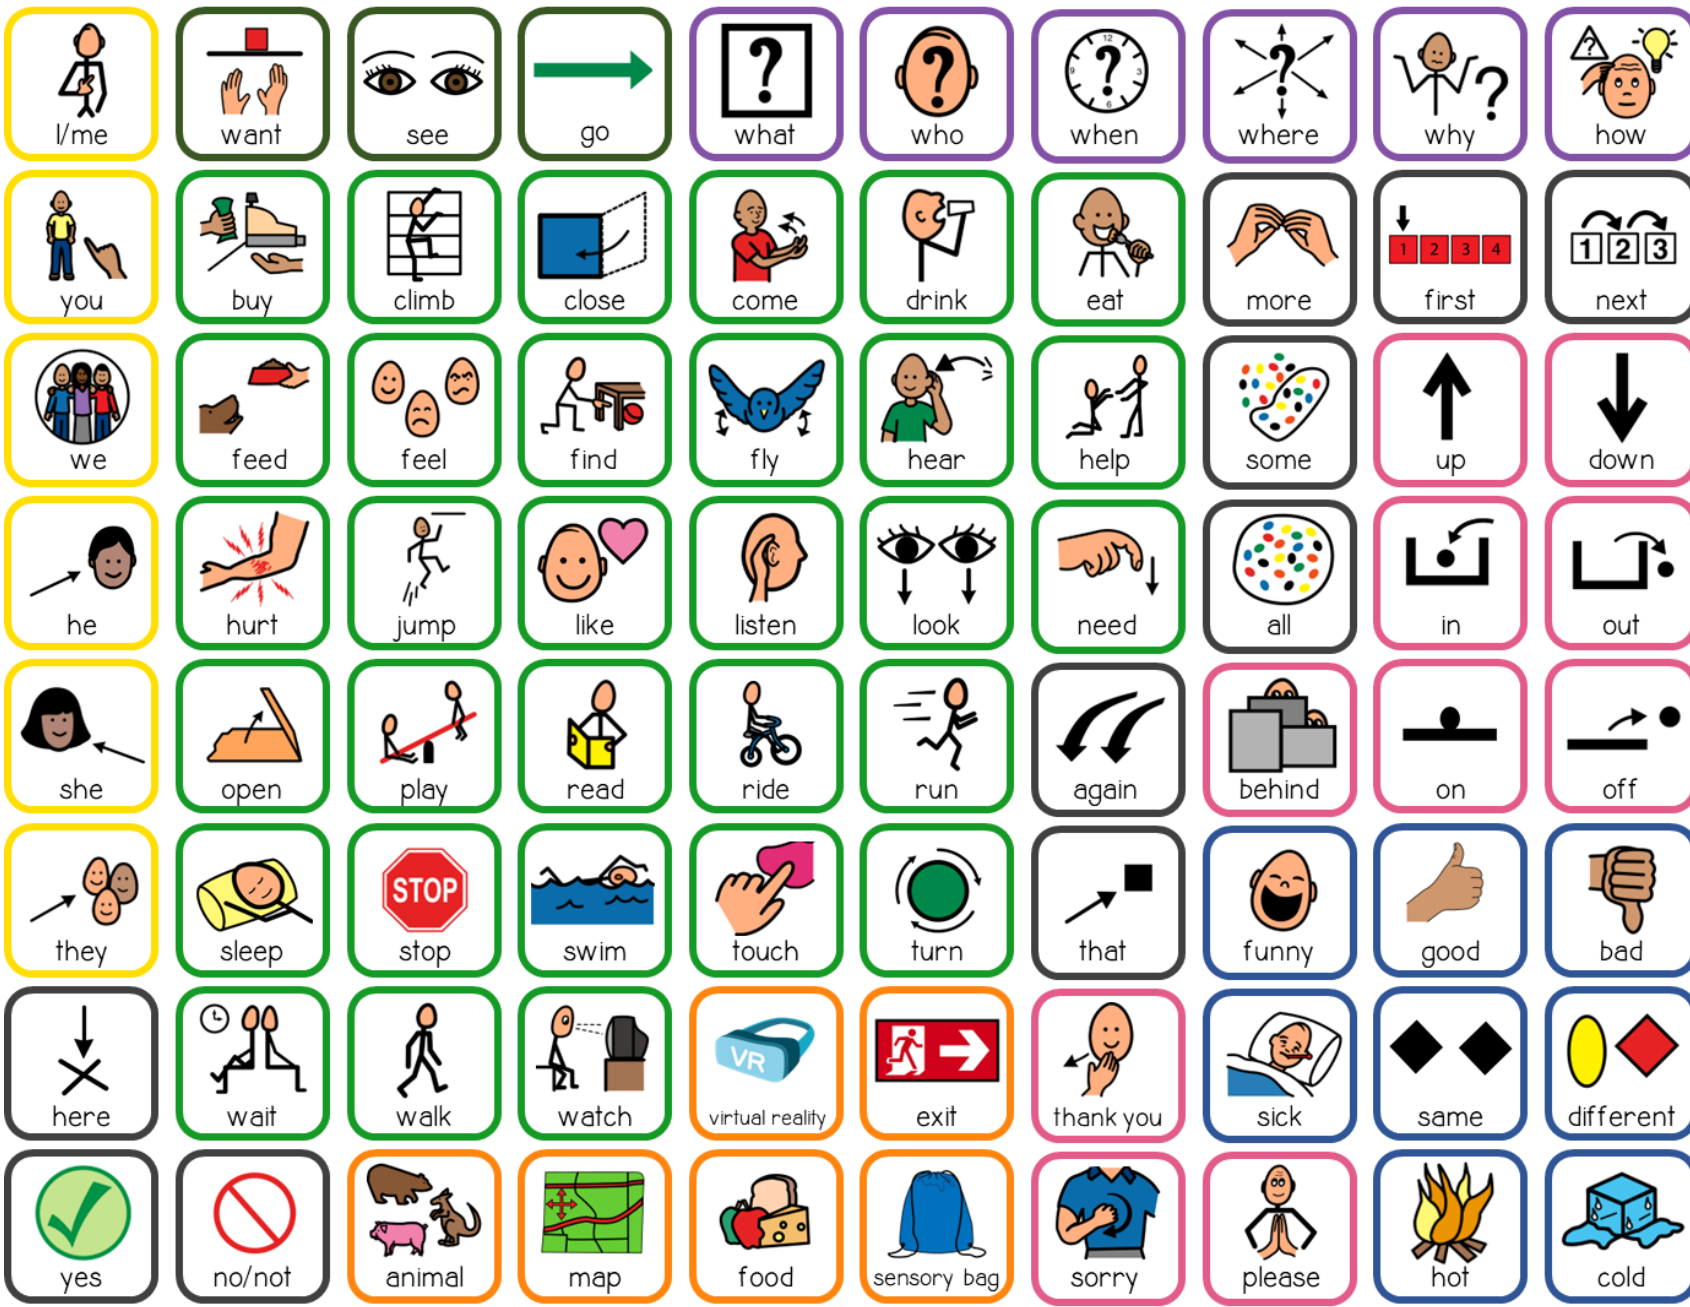 I/me want see go what who when where why how
you buy climb close come drink eat more first next
1 2 3 4 1 2 3
we feed feel find fly hear help some up down
he hurt jump like listen look need all in out
she open play read ride run again behind on off
STOP
they sleep stop swim touch turn that funny good bad
VR
here wait walk watch virtual reality exit thank you sick same different
yes no/not animal map food sensory bag sorry please hot cold